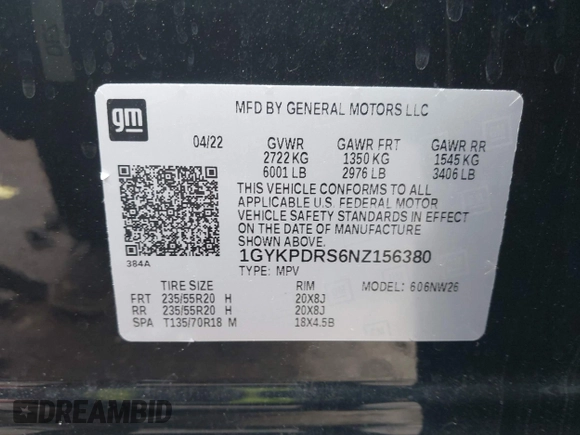 gm
MFD BY GENERAL MOTORS LLC
04/22 GVWR GAWR FRT GAWR RR
2722 KG 1350 KG 1545 KG
6001 LB 2976 LB 3406 LB
THIS VEHICLE CONFORMS TO ALL
APPLICABLE U.S. FEDERAL MOTOR
VEHICLE SAFETY STANDARDS IN EFFECT
ON THE DATE OF MANUFACTURE SHOWN ABOVE.
1GYKPDRS6NZ156380
384A
TYPE: MPV
TIRE SIZE RIM MODEL: 606NW26
FRT 235/55R20 H 20X8J
RR 235/55R20 H 20X8J
SPA T135/70R18 M 18X4.5B
DREAMBID